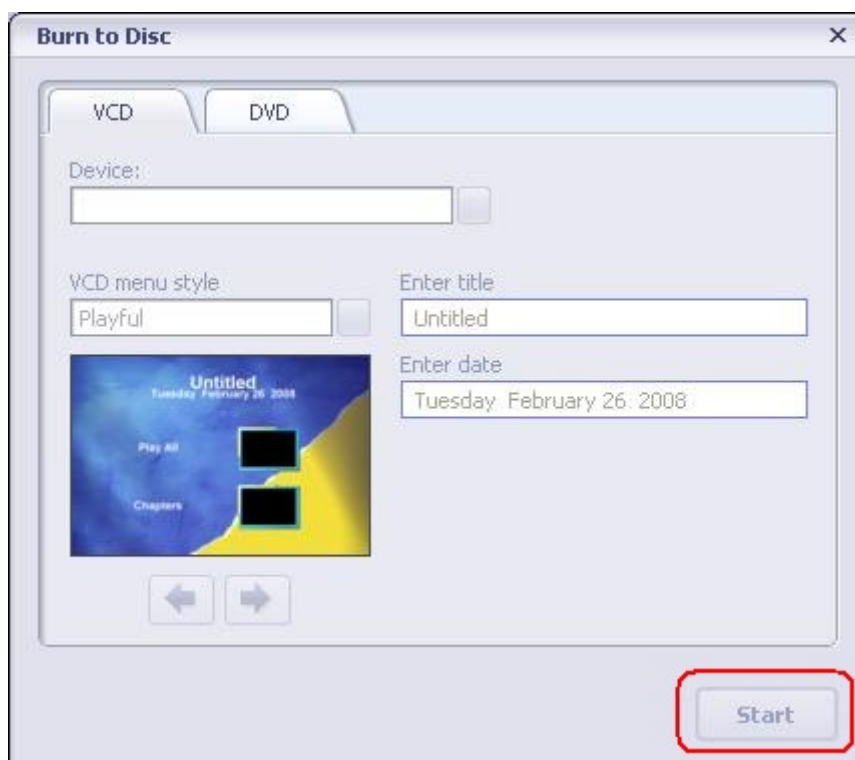 Burn to Disc
VCD
DVD
Device:
VCD menu style
Playful
Enter title
Untitled
Enter date
Tuesday February 26 2008
Untitled
Tuesday February 26 2008
Play All
Chapters
Start